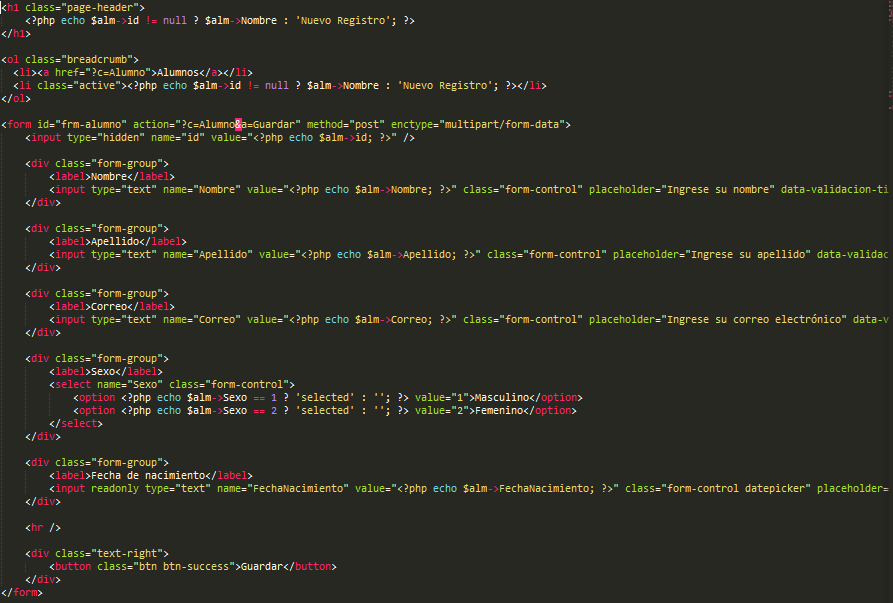 <h1 class="page-header">
    <?php echo $alm->id != null ? $alm->Nombre : 'Nuevo Registro'; ?>
</h1>

<ol class="breadcrumb">
  <li><a href="?c=Alumno">Alumnos</a></li>
  <li class="active"><?php echo $alm->id != null ? $alm->Nombre : 'Nuevo Registro'; ?></li>
</ol>

<form id="frm-alumno" action="?c=Alumno&a=Guardar" method="post" enctype="multipart/form-data">
    <input type="hidden" name="id" value="<?php echo $alm->id; ?>" />

    <div class="form-group">
        <label>Nombre</label>
        <input type="text" name="Nombre" value="<?php echo $alm->Nombre; ?>" class="form-control" placeholder="Ingrese su nombre" data-validacion-ti
    </div>

    <div class="form-group">
        <label>Apellido</label>
        <input type="text" name="Apellido" value="<?php echo $alm->Apellido; ?>" class="form-control" placeholder="Ingrese su apellido" data-validac
    </div>

    <div class="form-group">
        <label>Correo</label>
        <input type="text" name="Correo" value="<?php echo $alm->Correo; ?>" class="form-control" placeholder="Ingrese su correo electrónico" data-v
    </div>

    <div class="form-group">
        <label>Sexo</label>
        <select name="Sexo" class="form-control">
            <option <?php echo $alm->Sexo == 1 ? 'selected' : ''; ?> value="1">Masculino</option>
            <option <?php echo $alm->Sexo == 2 ? 'selected' : ''; ?> value="2">Femenino</option>
        </select>
    </div>

    <div class="form-group">
        <label>Fecha de nacimiento</label>
        <input readonly type="text" name="FechaNacimiento" value="<?php echo $alm->FechaNacimiento; ?>" class="form-control datepicker" placeholder=
    </div>

    <hr />

    <div class="text-right">
        <button class="btn btn-success">Guardar</button>
    </div>
</form>